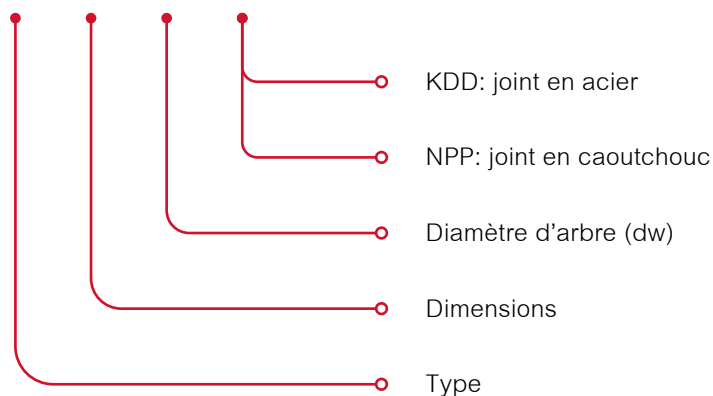 KDD: joint en acier
NPP: joint en caoutchouc
Diamètre d’arbre (dw)
Dimensions
Type